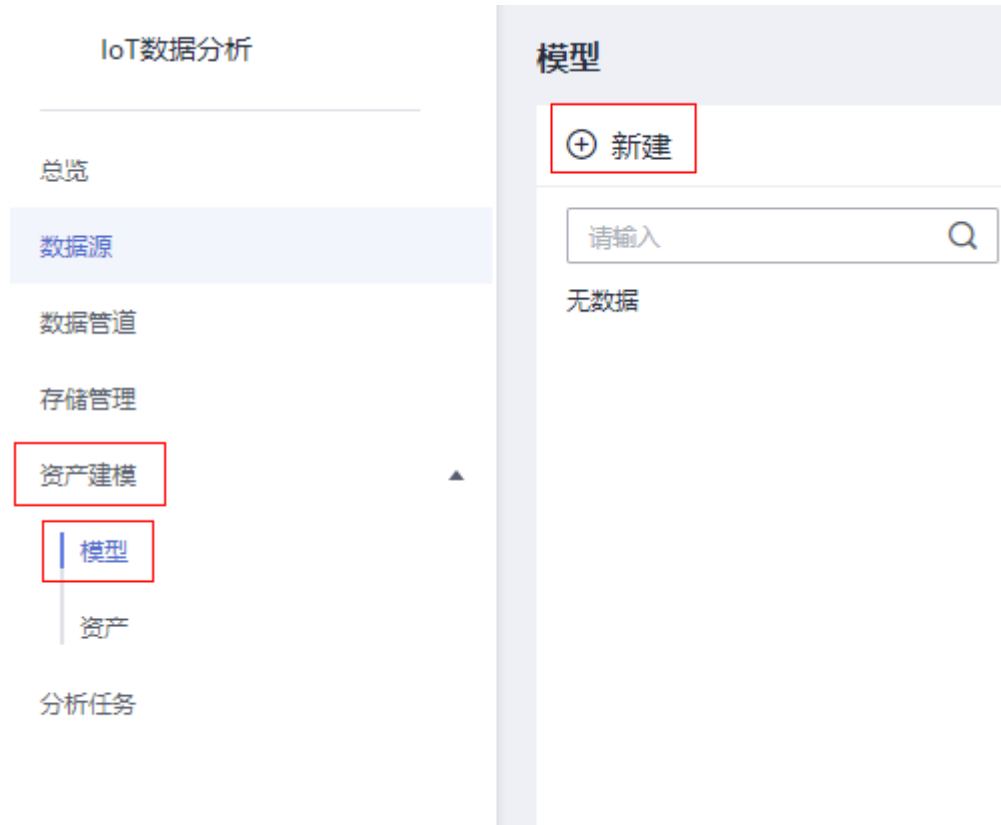 IoT数据分析
总览
数据源
数据管道
存储管理
资产建模
模型
资产
分析任务
模型
新建
请输入
无数据